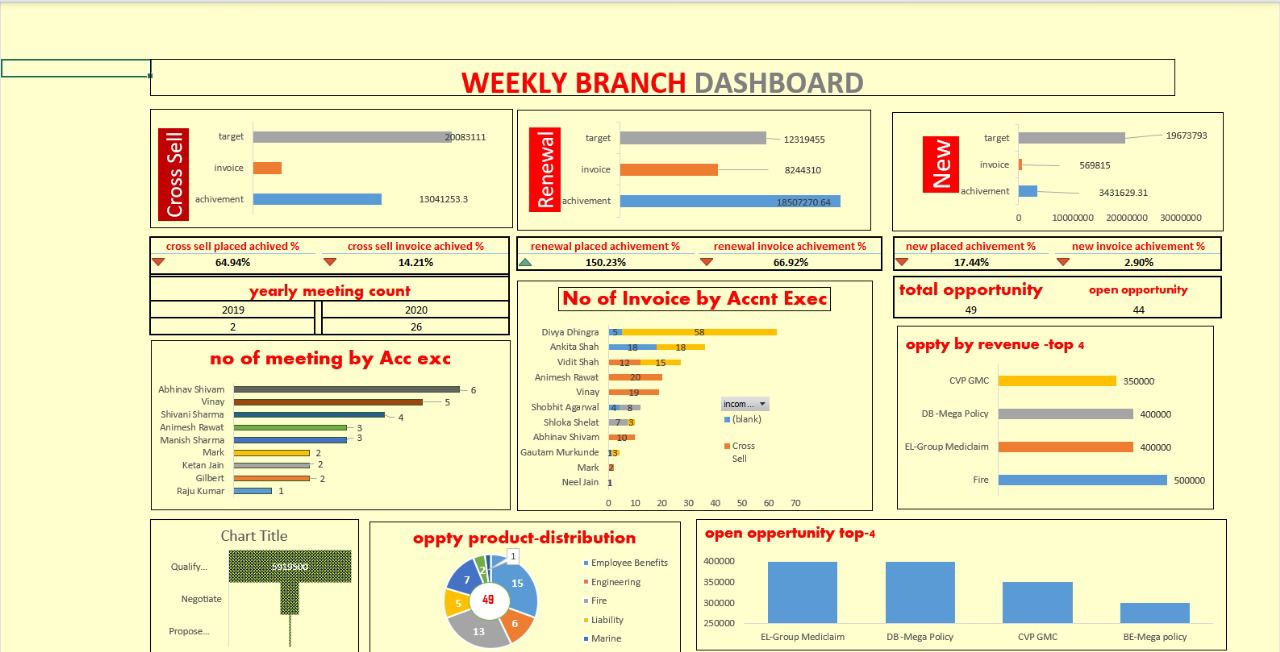 WEEKLY BRANCH DASHBOARD
Cross Sell
target
20083111
invoice
achivement
13041253.3
Renewal
target
12319455
invoice
8244310
achivement
18507270.64
New
target
19673793
invoice
569815
achivement
3431629.31
0 10000000 20000000 30000000
cross sell placed achived % cross sell invoice achived %
64.94% 14.21%
renewal placed achivement % renewal invoice achivement %
150.23% 66.92%
new placed achivement % new invoice achivement %
17.44% 2.90%
yearly meeting count
2019 2020
2 26
total opportunity open opportunity
49 44
no of meeting by Acc exc
Abhinav Shivam 6
Vinay 5
Shivani Sharma 4
Animesh Rawat 3
Manish Sharma 3
Mark 2
Ketan Jain 2
Gilbert 2
Raju Kumar 1
No of Invoice by Accnt Exec
Divya Dhingra 5 58
Ankita Shah 18 18
Vidit Shah 12 15
Animesh Rawat 20
Vinay 19
Shobhit Agarwal 4 8
Shloka Shelat 7 3
Abhinav Shivam 10
Gautam Murkunde 1 3
Mark 2
Neel Jain 1
0 10 20 30 40 50 60 70
incom...
(blank)
Cross
Sell
oppty by revenue -top 4
CVP GMC 350000
DB -Mega Policy 400000
EL-Group Mediclaim 400000
Fire 500000
Chart Title
Qualify... 5919500
Negotiate
Propose...
oppty product-distribution
1
2
7
15
5
49
6
13
Employee Benefits
Engineering
Fire
Liability
Marine
open oppertunity top-4
400000
350000
300000
250000
EL-Group Mediclaim DB -Mega Policy CVP GMC BE-Mega policy